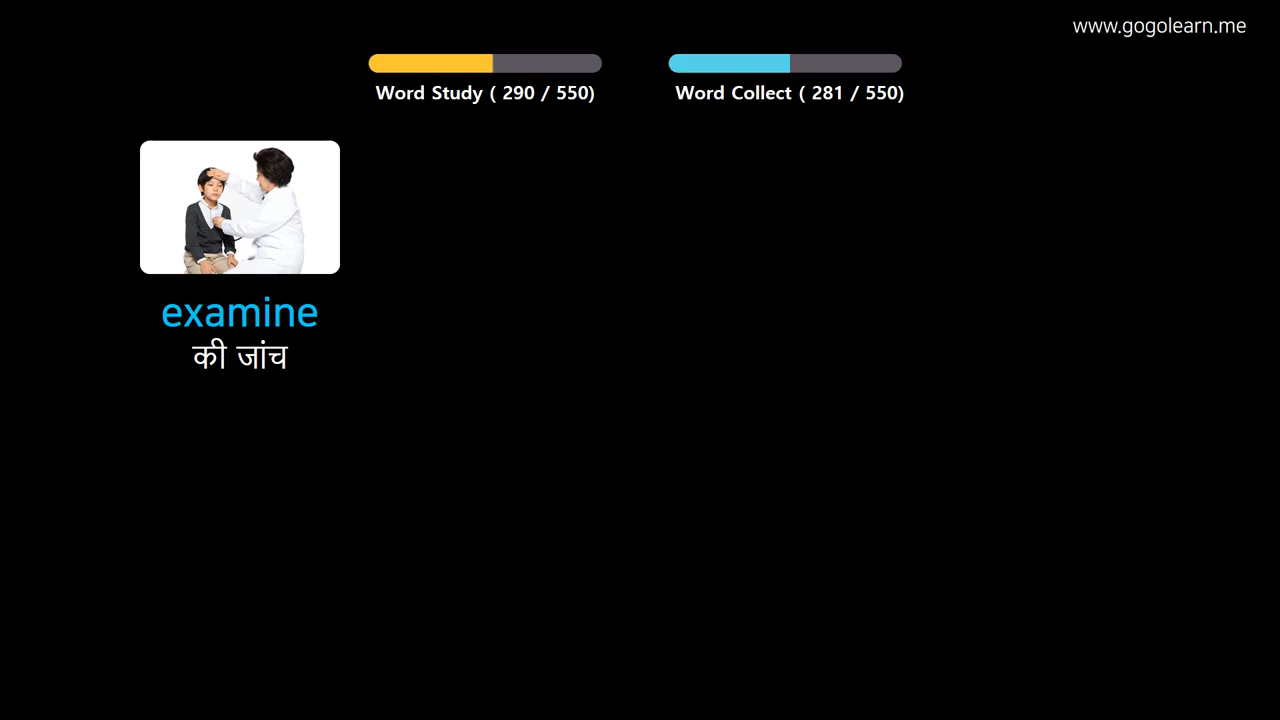 www.gogolearn.me
Word Study ( 290 / 550)
Word Collect ( 281 / 550)
examine
की जांच